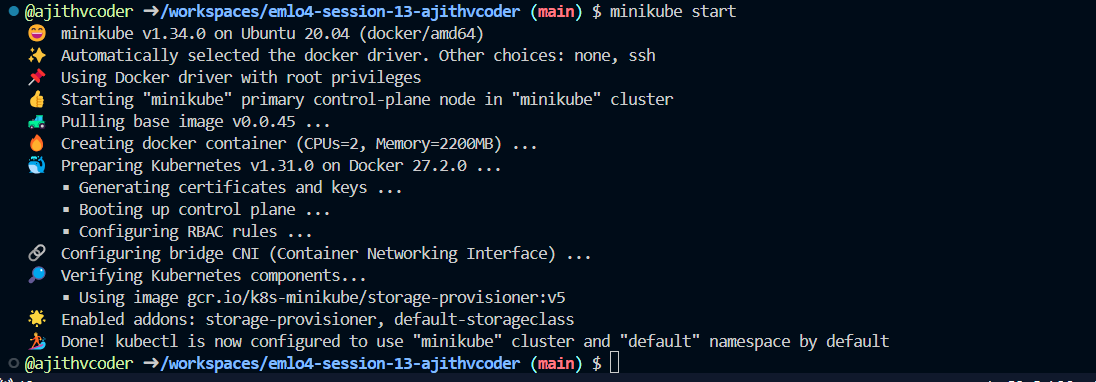 @ajithvcoder ➜/workspaces/emlo4-session-13-ajithvcoder (main) $ minikube start
😄 minikube v1.34.0 on Ubuntu 20.04 (docker/amd64)
✨ Automatically selected the docker driver. Other choices: none, ssh
📌 Using Docker driver with root privileges
👍 Starting "minikube" primary control-plane node in "minikube" cluster
🚜 Pulling base image v0.0.45 ...
🔥 Creating docker container (CPUs=2, Memory=2200MB) ...
🐳 Preparing Kubernetes v1.31.0 on Docker 27.2.0 ...
▪ Generating certificates and keys ...
▪ Booting up control plane ...
▪ Configuring RBAC rules ...
🔗 Configuring bridge CNI (Container Networking Interface) ...
🔎 Verifying Kubernetes components...
▪ Using image gcr.io/k8s-minikube/storage-provisioner:v5
🌟 Enabled addons: storage-provisioner, default-storageclass
🏄 Done! kubectl is now configured to use "minikube" cluster and "default" namespace by default
@ajithvcoder ➜/workspaces/emlo4-session-13-ajithvcoder (main) $